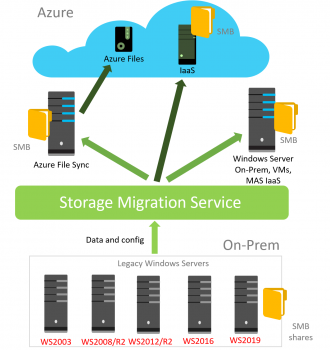 Azure
SMB
Azure Files
IaaS
SMB
Azure File Sync
SMB
Windows Server
On-Prem, VMs,
MAS IaaS
Storage Migration Service
Data and config
On-Prem
Legacy Windows Servers
WS2003
WS2008/R2
WS2012/R2
WS2016
WS2019
SMB
shares